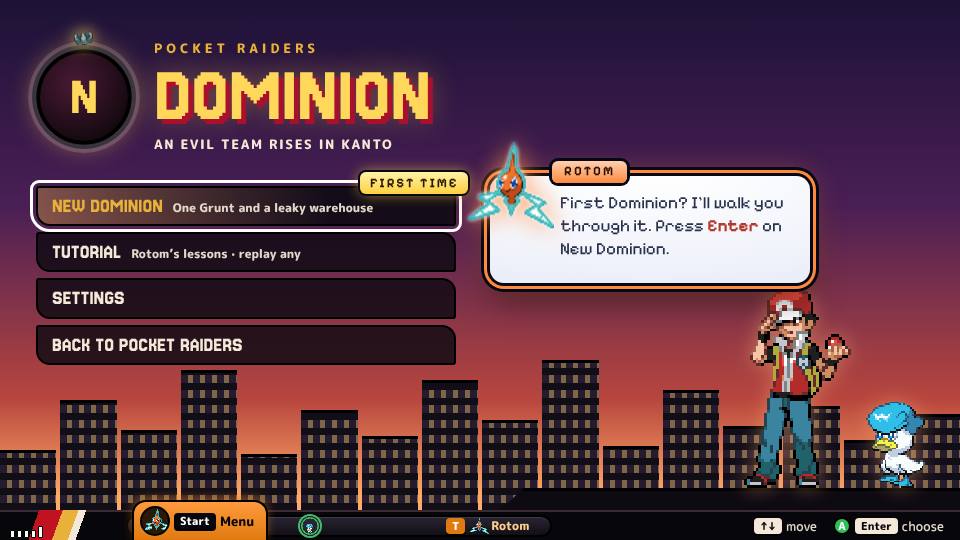 N
POCKET RAIDERS
DOMINION
AN EVIL TEAM RISES IN KANTO
FIRST TIME
NEW DOMINION One Grunt and a leaky warehouse
TUTORIAL Rotom's lessons · replay any
SETTINGS
BACK TO POCKET RAIDERS
ROTOM
First Dominion? I'll walk you
through it. Press Enter on
New Dominion.
Start Menu
T Rotom
↑↓ move
A Enter choose